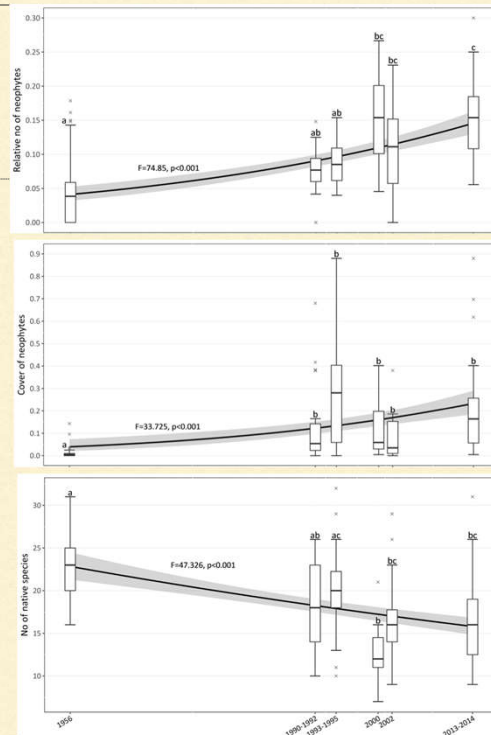 Relative no of neophytes
0.30
0.25
0.20
0.15
0.10
0.05
0.00
a
ab
ab
bc
bc
c
F=74.85, p<0.001
Cover of neophytes
0.9
0.8
0.7
0.6
0.5
0.4
0.3
0.2
0.1
0.0
a
b
b
b
b
b
F=33.725, p<0.001
No of native species
30
25
20
15
10
a
ab
ac
b
bc
bc
F=47.326, p<0.001
1956
1990-1992
1993-1995
2000
2002
2013-2014